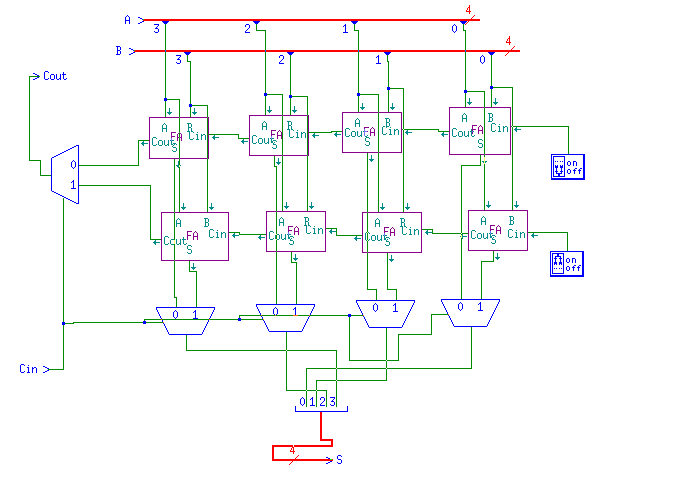 A 4
3 2 1 0
B 4
3 2 1 0
Cout
A R A B A B A B
FA Cin FA Cin FA Cin FA Cin
Cout S Cout S Cout S Cout S
0
1
on
off
A B A R A B A B
FA Cin FA Cin FA Cin FA Cin
Cout S Cout S Cout S Cout S
on
off
0 1 0 1 0 1 0 1
Cin
0 1 2 3
4
S